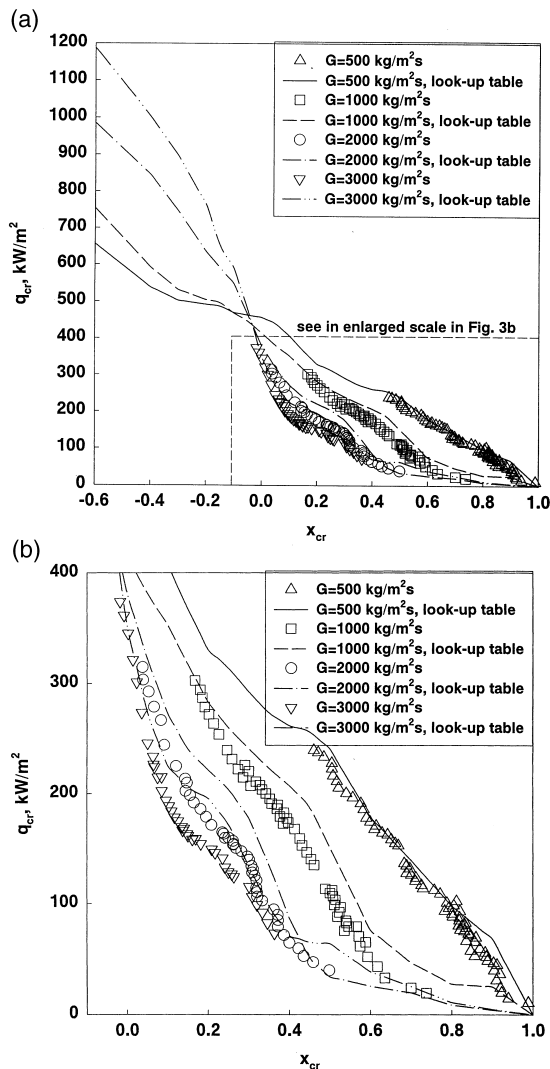 (a)
1200
1100
1000
900
800
700
600
500
400
300
200
100
0
q_cr, kW/m²
G=500 kg/m²s
G=500 kg/m²s, look-up table
G=1000 kg/m²s
G=1000 kg/m²s, look-up table
G=2000 kg/m²s
G=2000 kg/m²s, look-up table
G=3000 kg/m²s
G=3000 kg/m²s, look-up table
see in enlarged scale in Fig. 3b
-0.6 -0.4 -0.2 0.0 0.2 0.4 0.6 0.8 1.0
x_cr
(b)
400
300
200
100
0
q_cr, kW/m²
G=500 kg/m²s
G=500 kg/m²s, look-up table
G=1000 kg/m²s
G=1000 kg/m²s, look-up table
G=2000 kg/m²s
G=2000 kg/m²s, look-up table
G=3000 kg/m²s
G=3000 kg/m²s, look-up table
0.0 0.2 0.4 0.6 0.8 1.0
x_cr